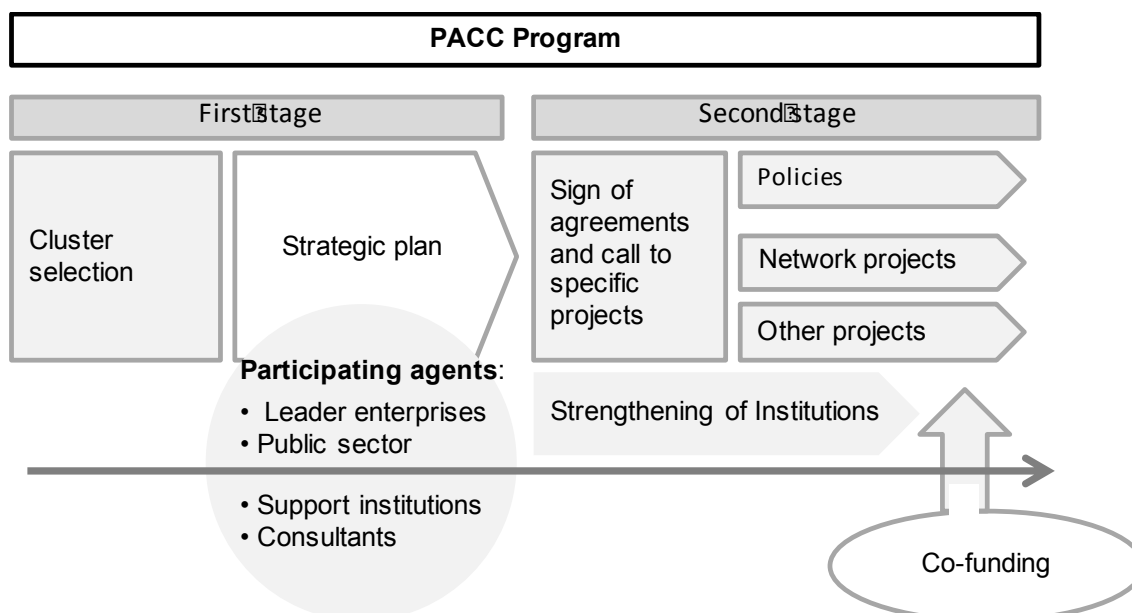 PACC Program
First stage
Second stage
Cluster
selection
Strategic plan
Sign of
agreements
and call to
specific
projects
Policies
Network projects
Other projects
Participating agents:
• Leader enterprises
• Public sector
• Support institutions
• Consultants
Strengthening of Institutions
Co-funding